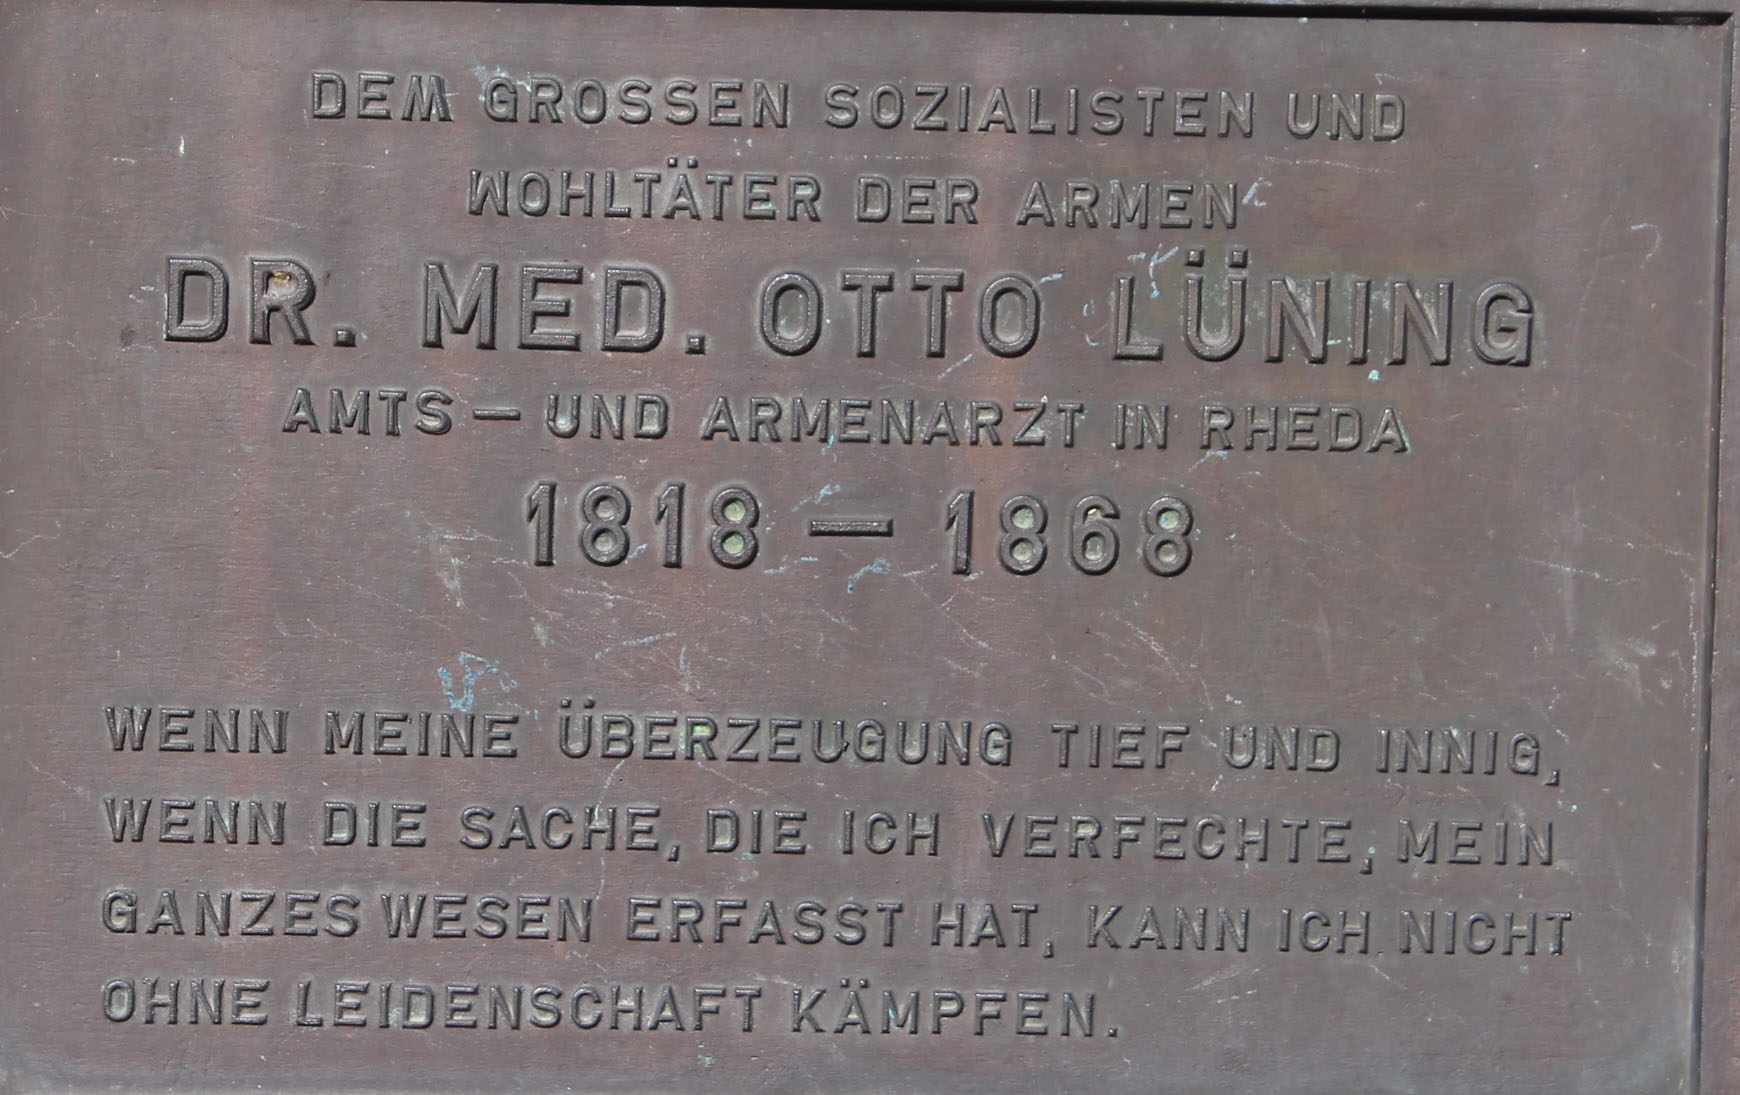 DEM GROSSEN SOZIALISTEN UND
WOHLTÄTER DER ARMEN
DR. MED. OTTO LÜNING
AMTS – UND ARMENARZT IN RHEDA
1818 – 1868
WENN MEINE ÜBERZEUGUNG TIEF UND INNIG,
WENN DIE SACHE, DIE ICH VERFECHTE, MEIN
GANZES WESEN ERFASST HAT, KANN ICH NICHT
OHNE LEIDENSCHAFT KÄMPFEN.